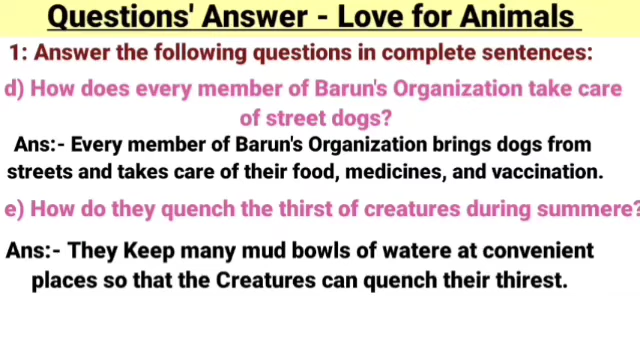 Questions' Answer - Love for Animals
1: Answer the following questions in complete sentences:
d) How does every member of Barun's Organization take care
of street dogs?
Ans:- Every member of Barun's Organization brings dogs from
streets and takes care of their food, medicines, and vaccination.
e) How do they quench the thirst of creatures during summere?
Ans:- They Keep many mud bowls of watere at convenient
places so that the Creatures can quench their thirest.